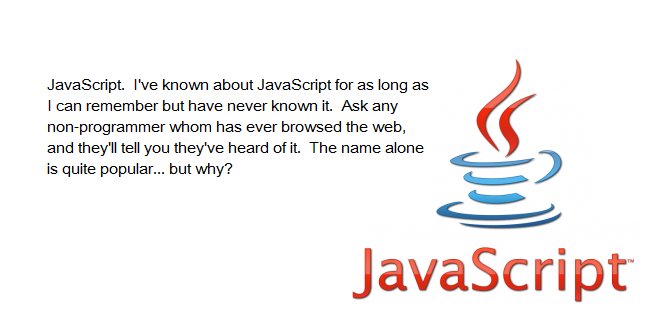 JavaScript.  I've known about JavaScript for as long as
I can remember but have never known it.  Ask any
non-programmer whom has ever browsed the web,
and they'll tell you they've heard of it.  The name alone
is quite popular... but why?
JavaScript™